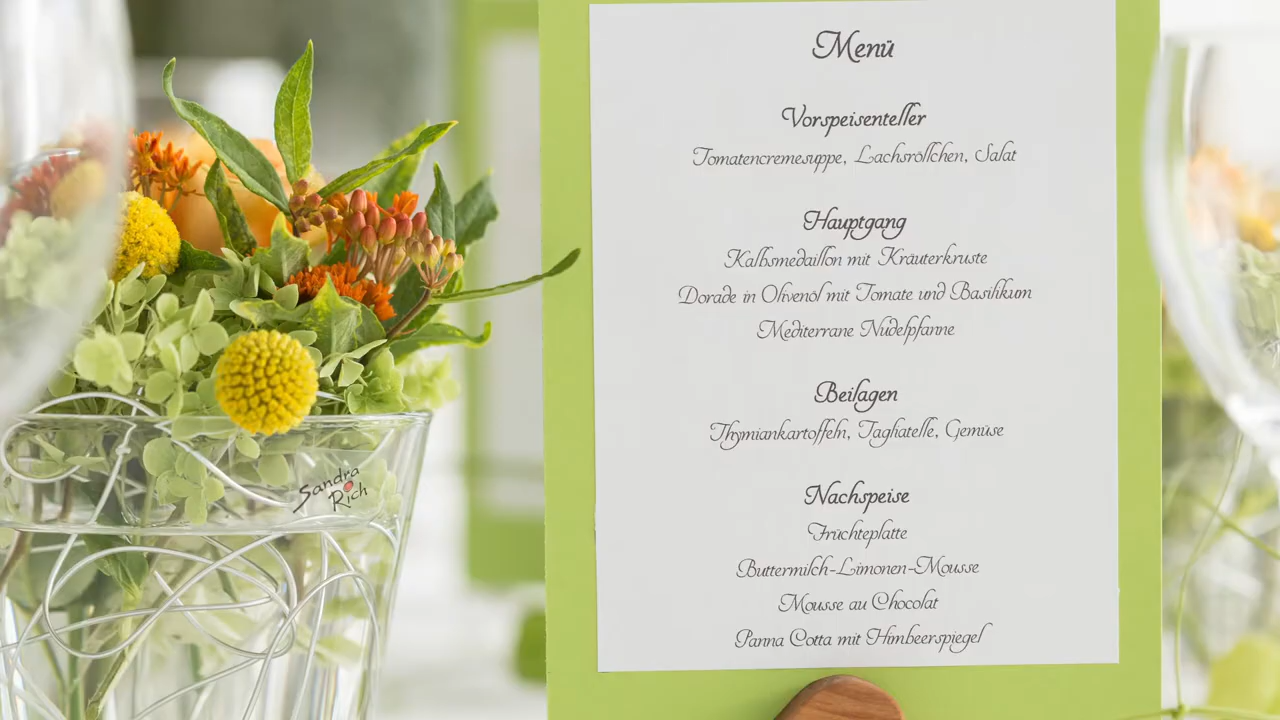 Menü
Vorspeisenteller
Tomatencremesuppe, Lachsröllchen, Salat
Hauptgang
Kalbsmedaillon mit Kräuterkruste
Dorade in Olivenöl mit Tomate und Basilikum
Mediterrane Nudelpfanne
Beilagen
Thymiankartoffeln, Tagliatelle, Gemüse
Nachspeise
Früchteplatte
Buttermilch-Limonen-Mousse
Mousse au Chocolat
Panna Cotta mit Himbeerspiegel
Sandra
Rich